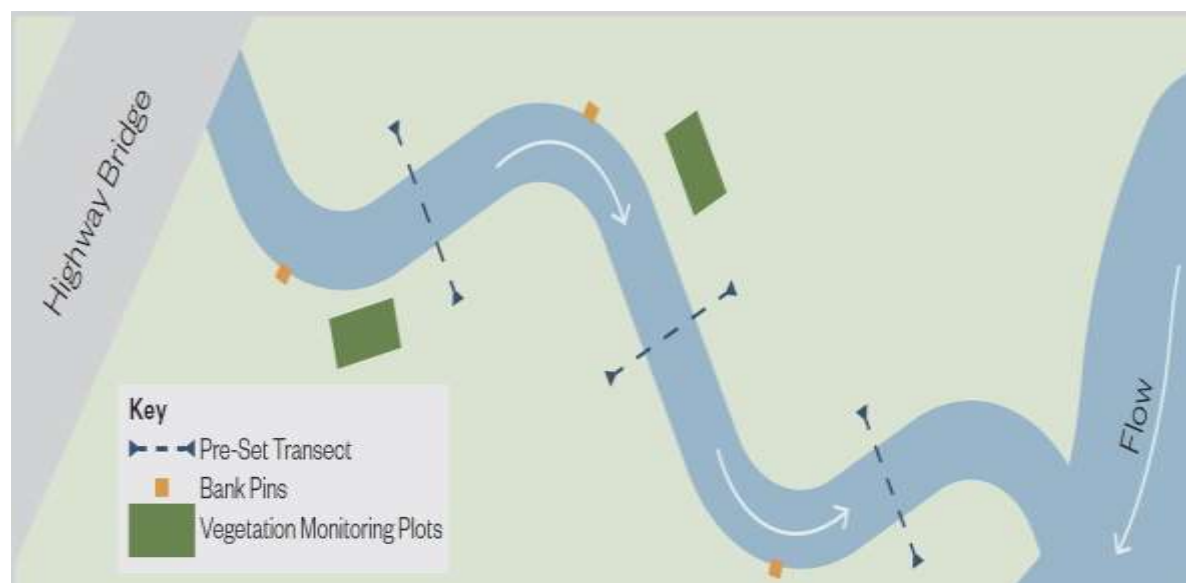 Highway Bridge
Key
Pre-Set Transect
Bank Pins
Vegetation Monitoring Plots
Flow